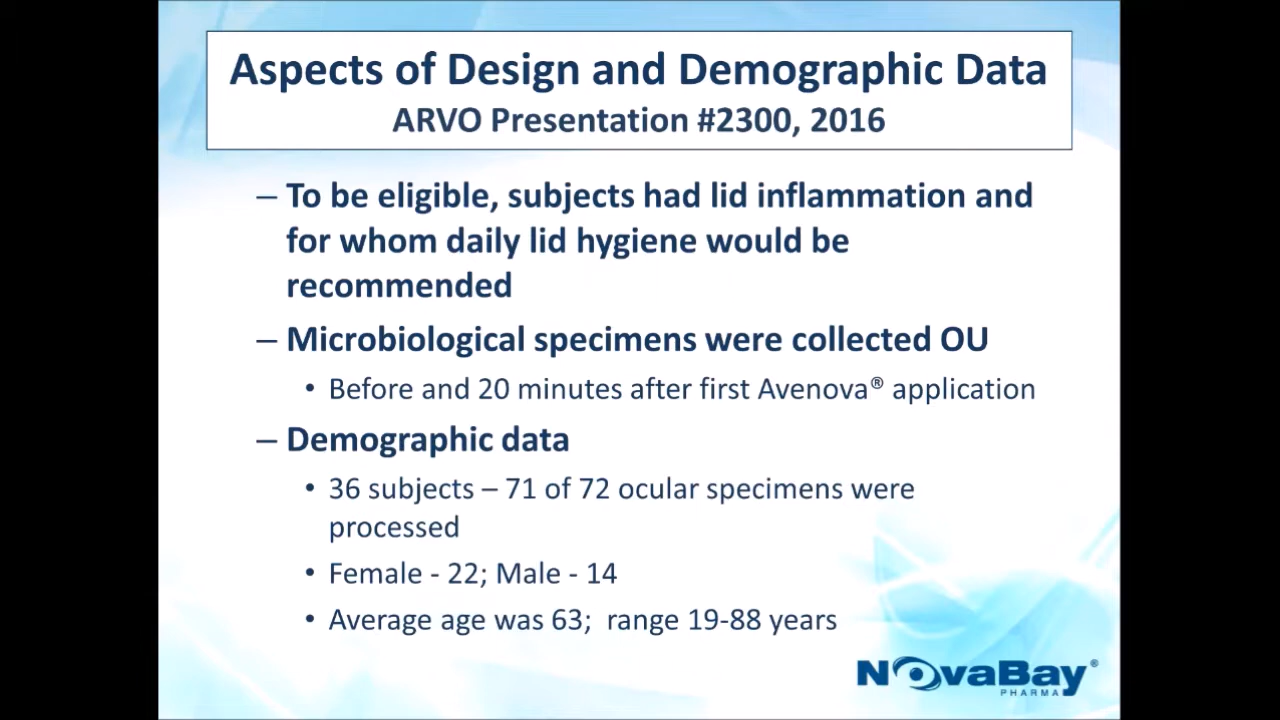 Aspects of Design and Demographic Data
ARVO Presentation #2300, 2016
– To be eligible, subjects had lid inflammation and
for whom daily lid hygiene would be
recommended
– Microbiological specimens were collected OU
• Before and 20 minutes after first Avenova® application
– Demographic data
• 36 subjects – 71 of 72 ocular specimens were
processed
• Female - 22; Male - 14
• Average age was 63;  range 19-88 years
NovaBay®
PHARMA